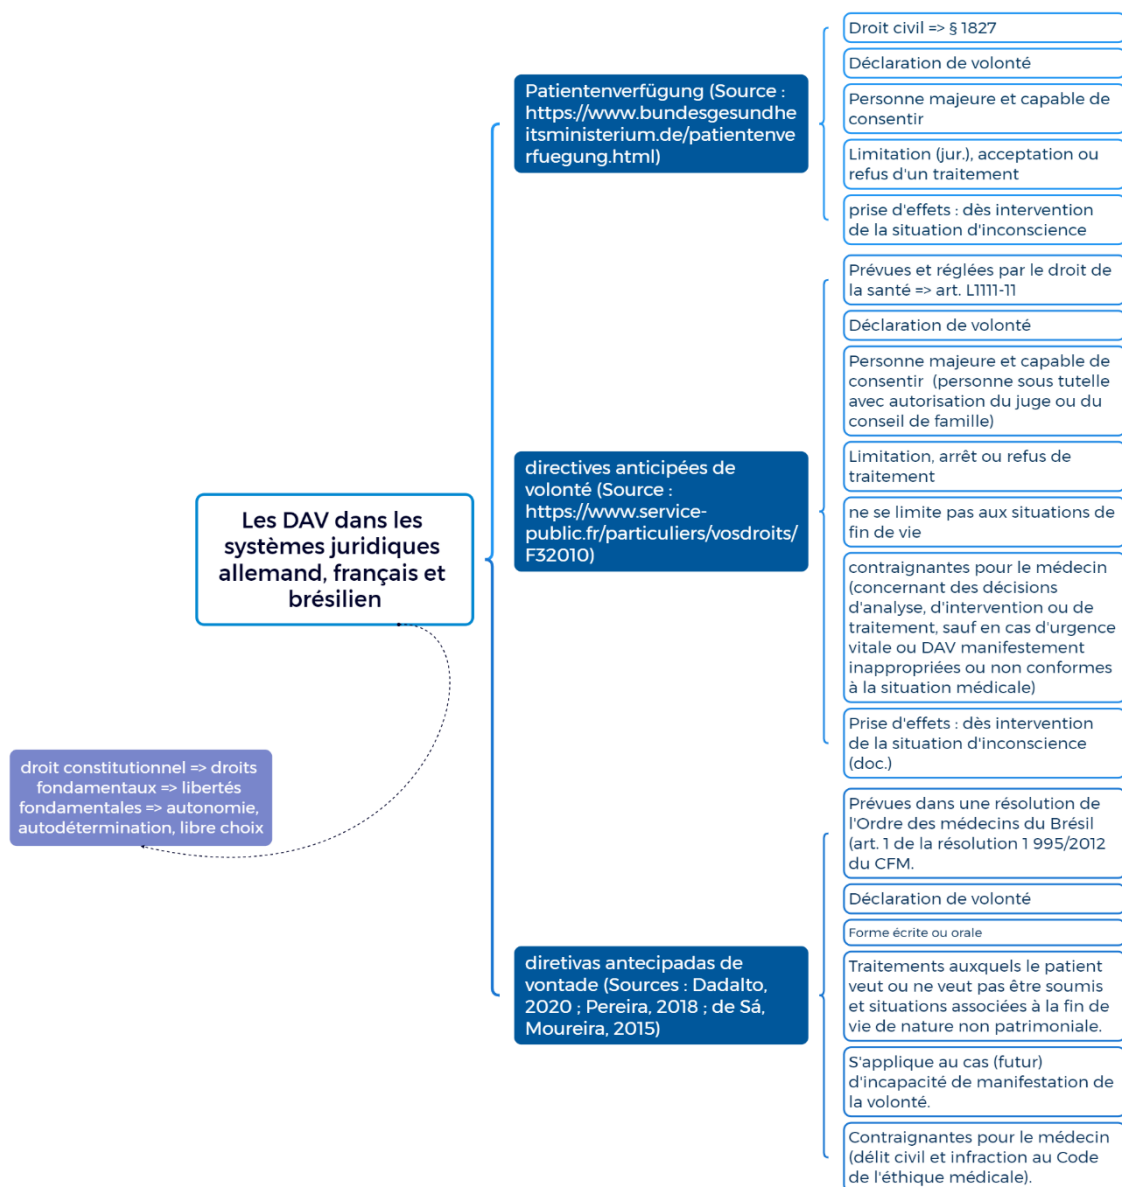 Les DAV dans les
systèmes juridiques
allemand, français et
brésilien
droit constitutionnel => droits
fondamentaux => libertés
fondamentales => autonomie,
autodétermination, libre choix
Patientenverfügung (Source :
https://www.bundesgesundhe
itsministerium.de/patientenve
rfuegung.html)
Droit civil => § 1827
Déclaration de volonté
Personne majeure et capable de
consentir
Limitation (jur.), acceptation ou
refus d'un traitement
prise d'effets : dès intervention
de la situation d'inconscience
directives anticipées de
volonté (Source :
https://www.service-
public.fr/particuliers/vosdroits/
F32010)
Prévues et réglées par le droit de
la santé => art. L1111-11
Déclaration de volonté
Personne majeure et capable de
consentir (personne sous tutelle
avec autorisation du juge ou du
conseil de famille)
Limitation, arrêt ou refus de
traitement
ne se limite pas aux situations de
fin de vie
contraignantes pour le médecin
(concernant des décisions
d'analyse, d'intervention ou de
traitement, sauf en cas d'urgence
vitale ou DAV manifestement
inappropriées ou non conformes
à la situation médicale)
Prise d'effets : dès intervention
de la situation d'inconscience
(doc.)
diretivas antecipadas de
vontade (Sources : Dadalto,
2020 ; Pereira, 2018 ; de Sá,
Moureira, 2015)
Prévues dans une résolution de
l'Ordre des médecins du Brésil
(art. 1 de la résolution 1 995/2012
du CFM.
Déclaration de volonté
Forme écrite ou orale
Traitements auxquels le patient
veut ou ne veut pas être soumis
et situations associées à la fin de
vie de nature non patrimoniale.
S'applique au cas (futur)
d'incapacité de manifestation de
la volonté.
Contraignantes pour le médecin
(délit civil et infraction au Code
de l'éthique médicale).